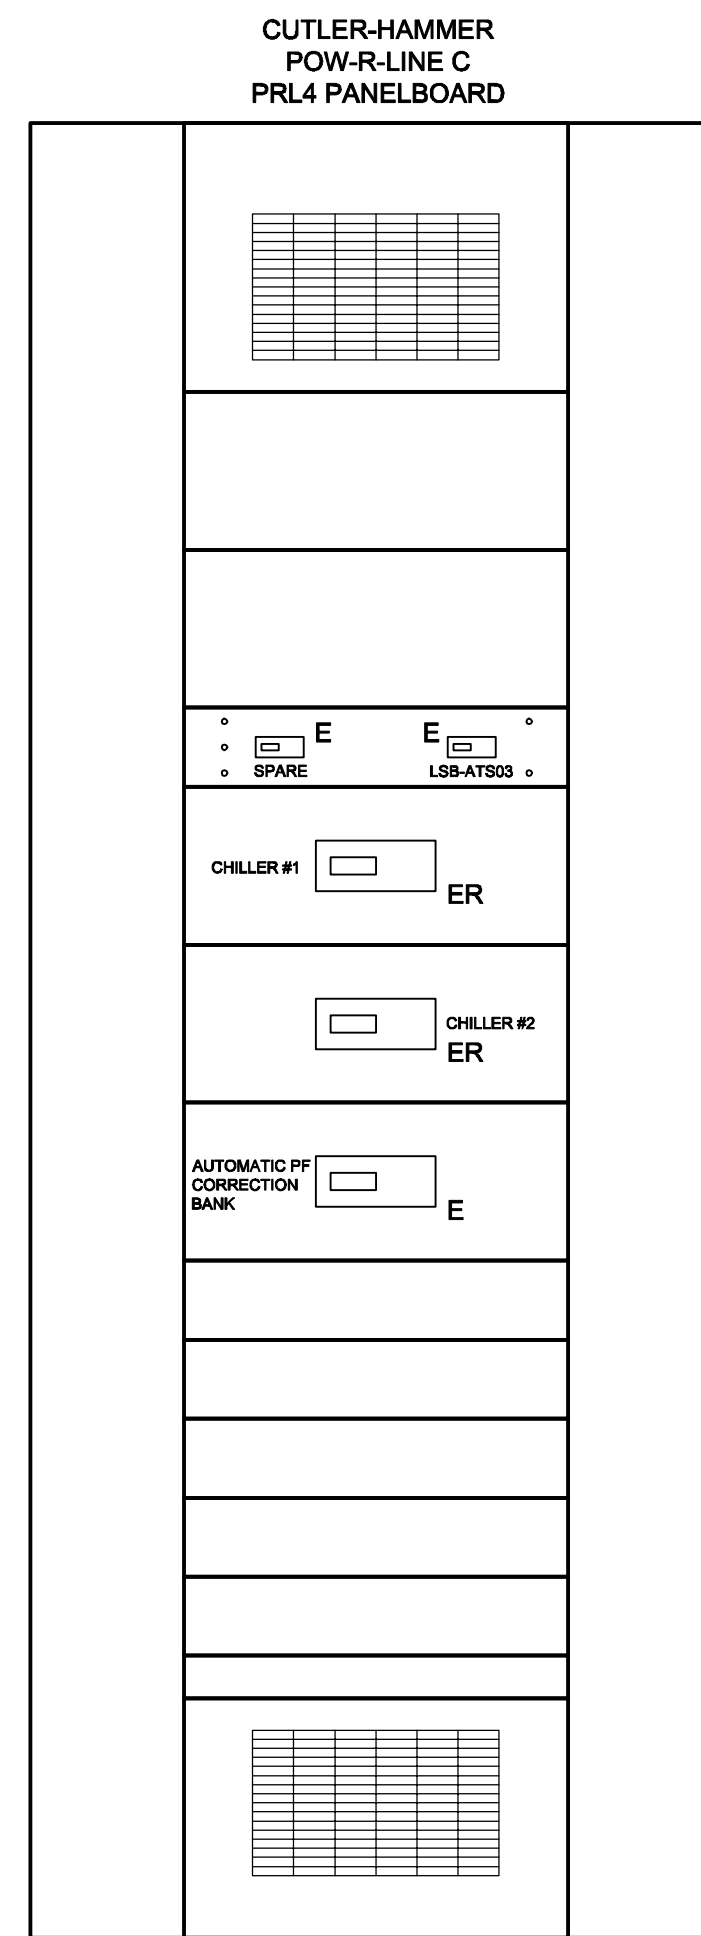 CUTLER-HAMMER
POW-R-LINE C
PRL4 PANELBOARD
E E
SPARE LSB-ATS03
CHILLER #1
ER
CHILLER #2
ER
AUTOMATIC PF
CORRECTION
BANK
E